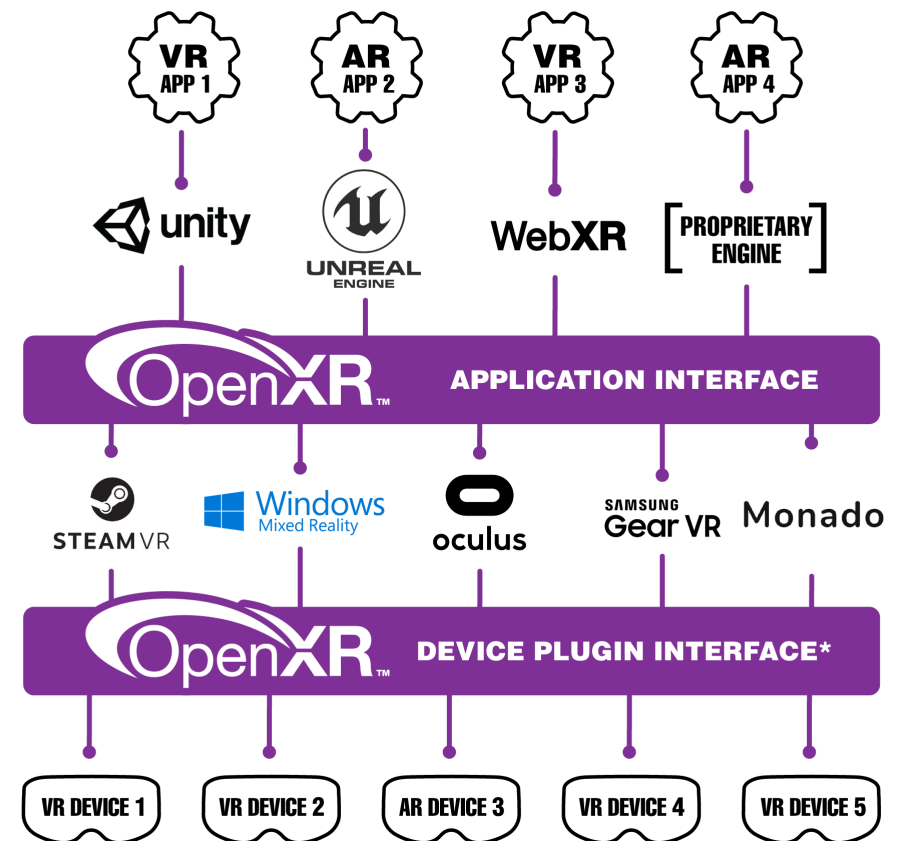 VR
APP 1
AR
APP 2
VR
APP 3
AR
APP 4
unity
UNREAL
ENGINE
WebXR
[PROPRIETARY
ENGINE]
OpenXR™ APPLICATION INTERFACE
STEAMVR
Windows
Mixed Reality
oculus
SAMSUNG
Gear VR
Monado
OpenXR™ DEVICE PLUGIN INTERFACE*
VR DEVICE 1
VR DEVICE 2
AR DEVICE 3
VR DEVICE 4
VR DEVICE 5